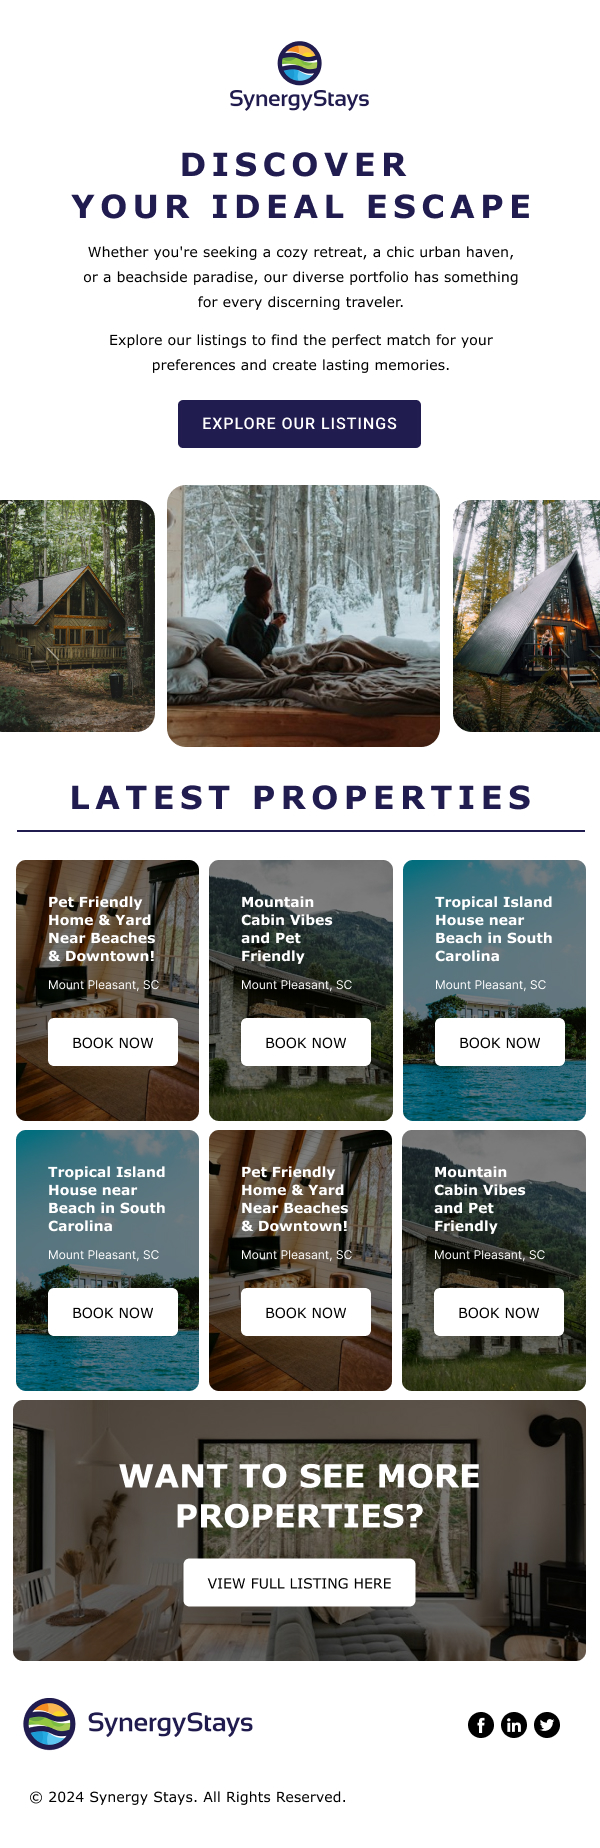 SynergyStays
DISCOVER
YOUR IDEAL ESCAPE
Whether you're seeking a cozy retreat, a chic urban haven,
or a beachside paradise, our diverse portfolio has something
for every discerning traveler.
Explore our listings to find the perfect match for your
preferences and create lasting memories.
EXPLORE OUR LISTINGS
LATEST PROPERTIES
Pet Friendly
Home & Yard
Near Beaches
& Downtown!
Mount Pleasant, SC
BOOK NOW
Mountain
Cabin Vibes
and Pet
Friendly
Mount Pleasant, SC
BOOK NOW
Tropical Island
House near
Beach in South
Carolina
Mount Pleasant, SC
BOOK NOW
Tropical Island
House near
Beach in South
Carolina
Mount Pleasant, SC
BOOK NOW
Pet Friendly
Home & Yard
Near Beaches
& Downtown!
Mount Pleasant, SC
BOOK NOW
Mountain
Cabin Vibes
and Pet
Friendly
Mount Pleasant, SC
BOOK NOW
WANT TO SEE MORE
PROPERTIES?
VIEW FULL LISTING HERE
SynergyStays
© 2024 Synergy Stays. All Rights Reserved.